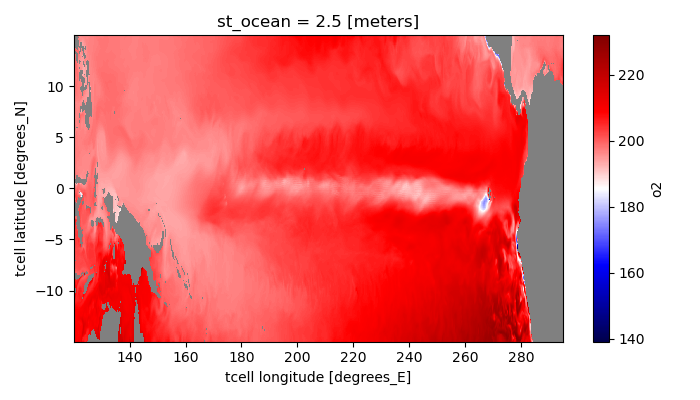 st_ocean = 2.5 [meters]
10
5
0
−5
−10
tcell latitude [degrees_N]
140 160 180 200 220 240 260 280
tcell longitude [degrees_E]
220
200
180
160
140
o2